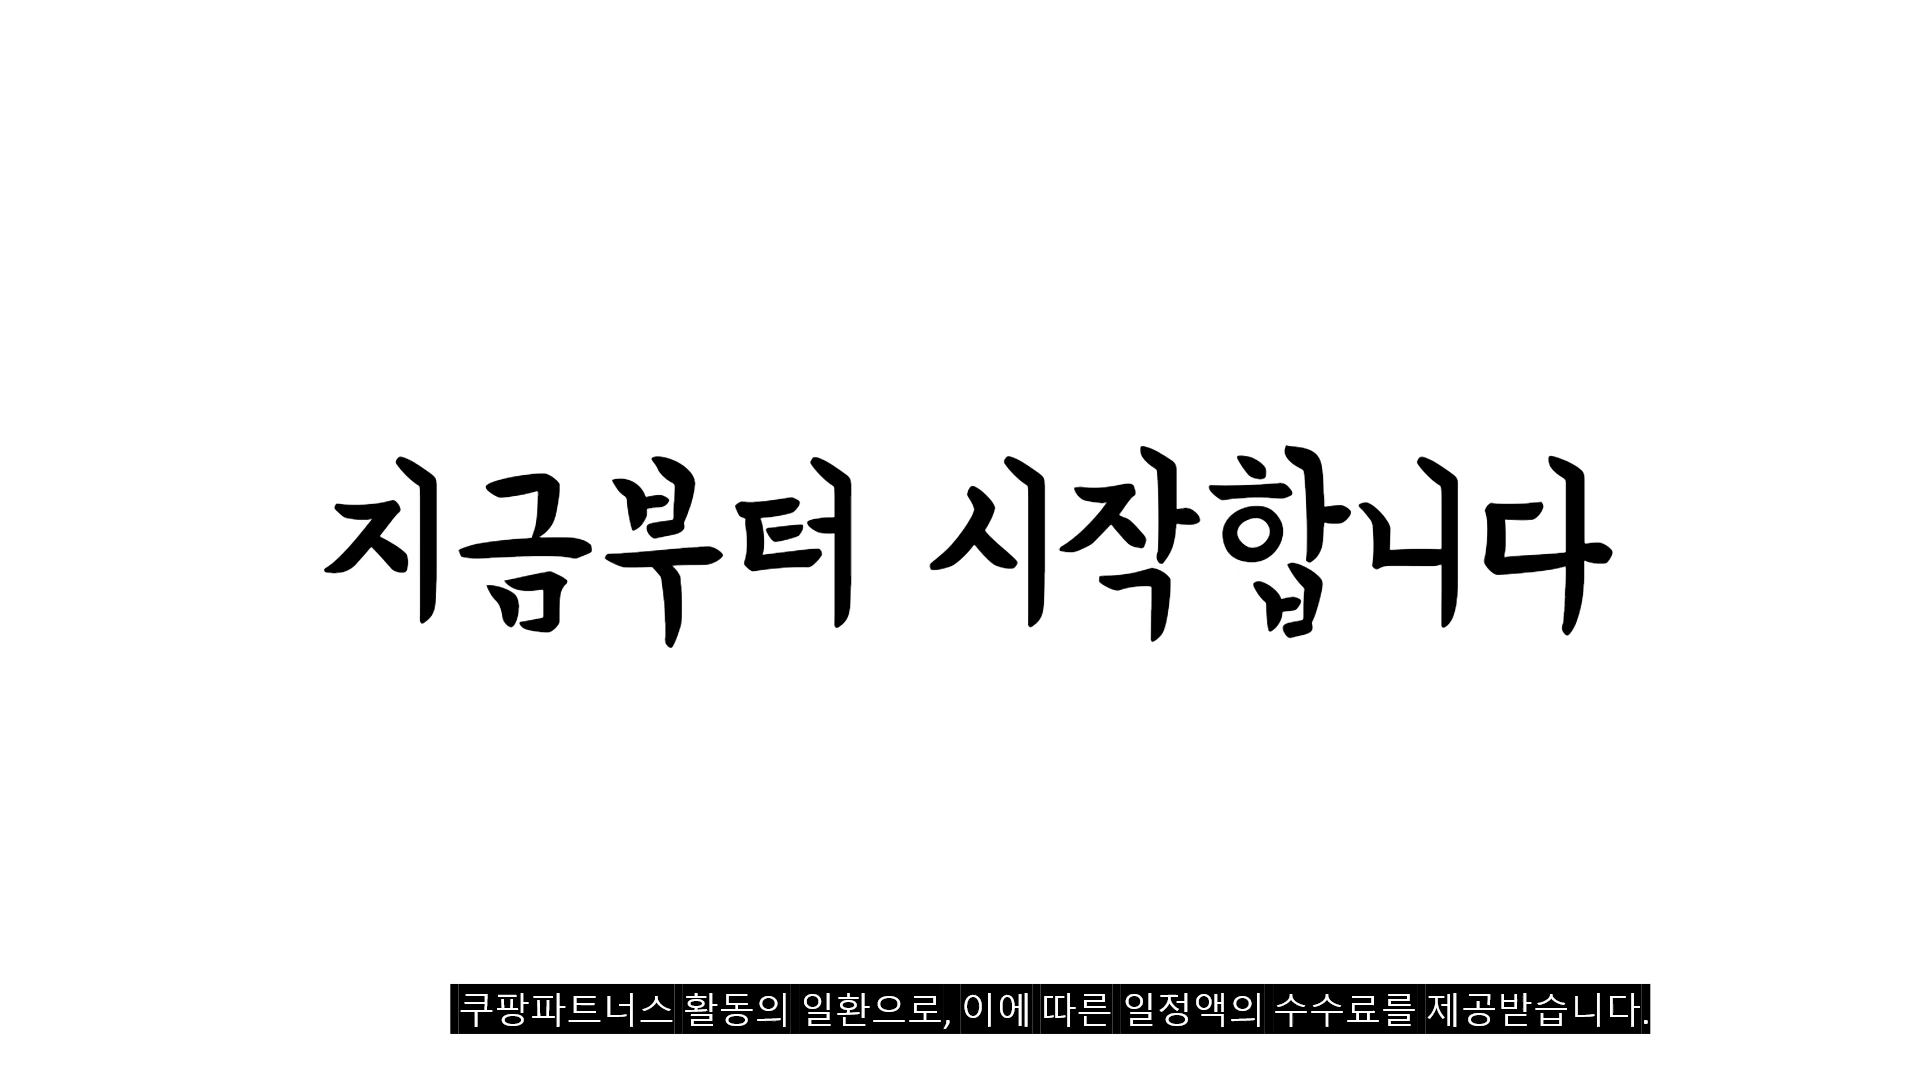 지금부터 시작합니다
쿠팡파트너스 활동의 일환으로, 이에 따른 일정액의 수수료를 제공받습니다.